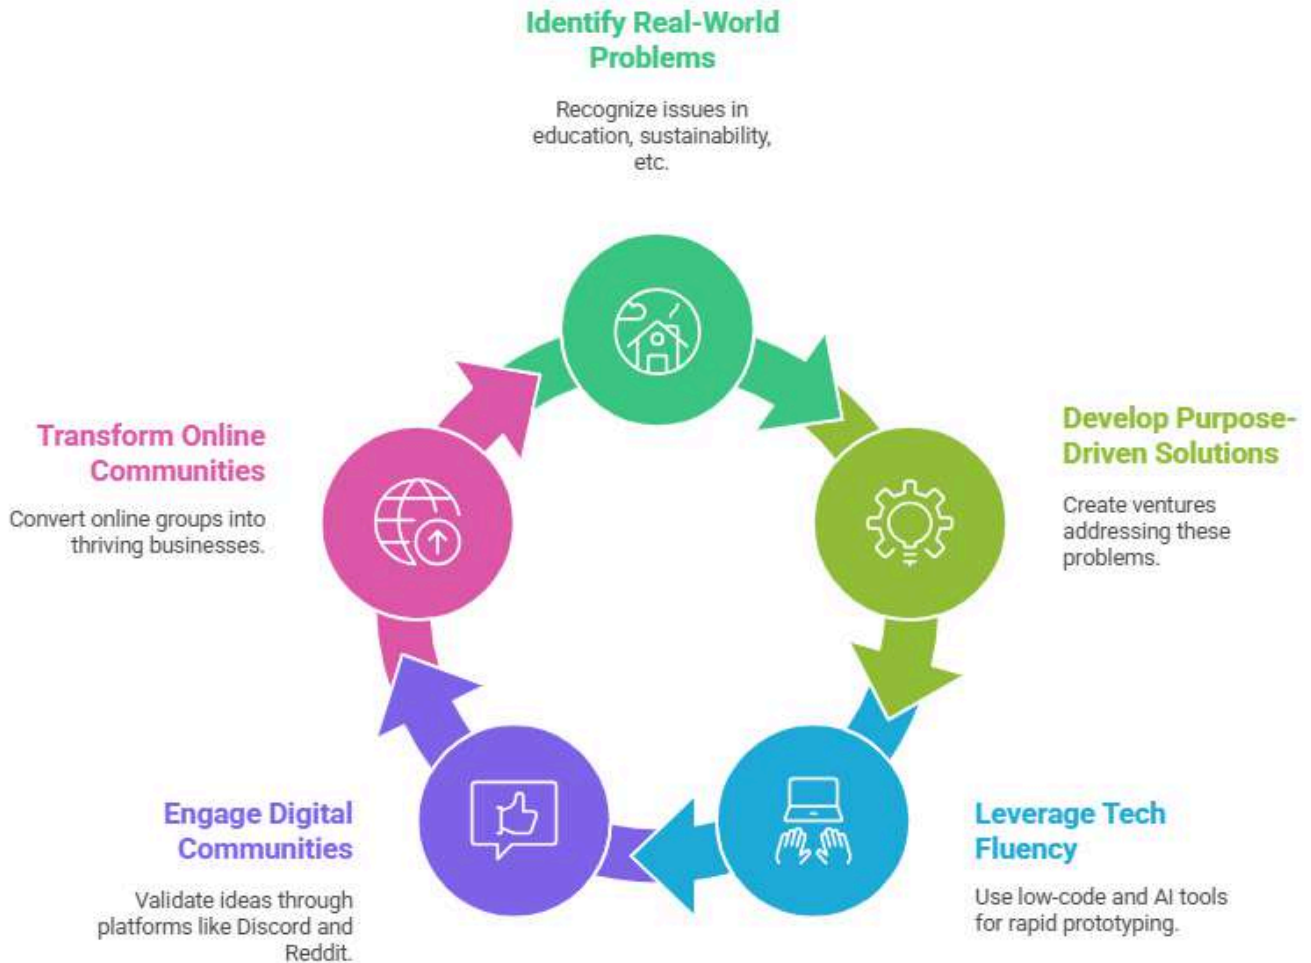 Identify Real-World
Problems
Recognize issues in
education, sustainability,
etc.
Develop Purpose-
Driven Solutions
Create ventures
addressing these
problems.
Leverage Tech
Fluency
Use low-code and AI tools
for rapid prototyping.
Engage Digital
Communities
Validate ideas through
platforms like Discord and
Reddit.
Transform Online
Communities
Convert online groups into
thriving businesses.